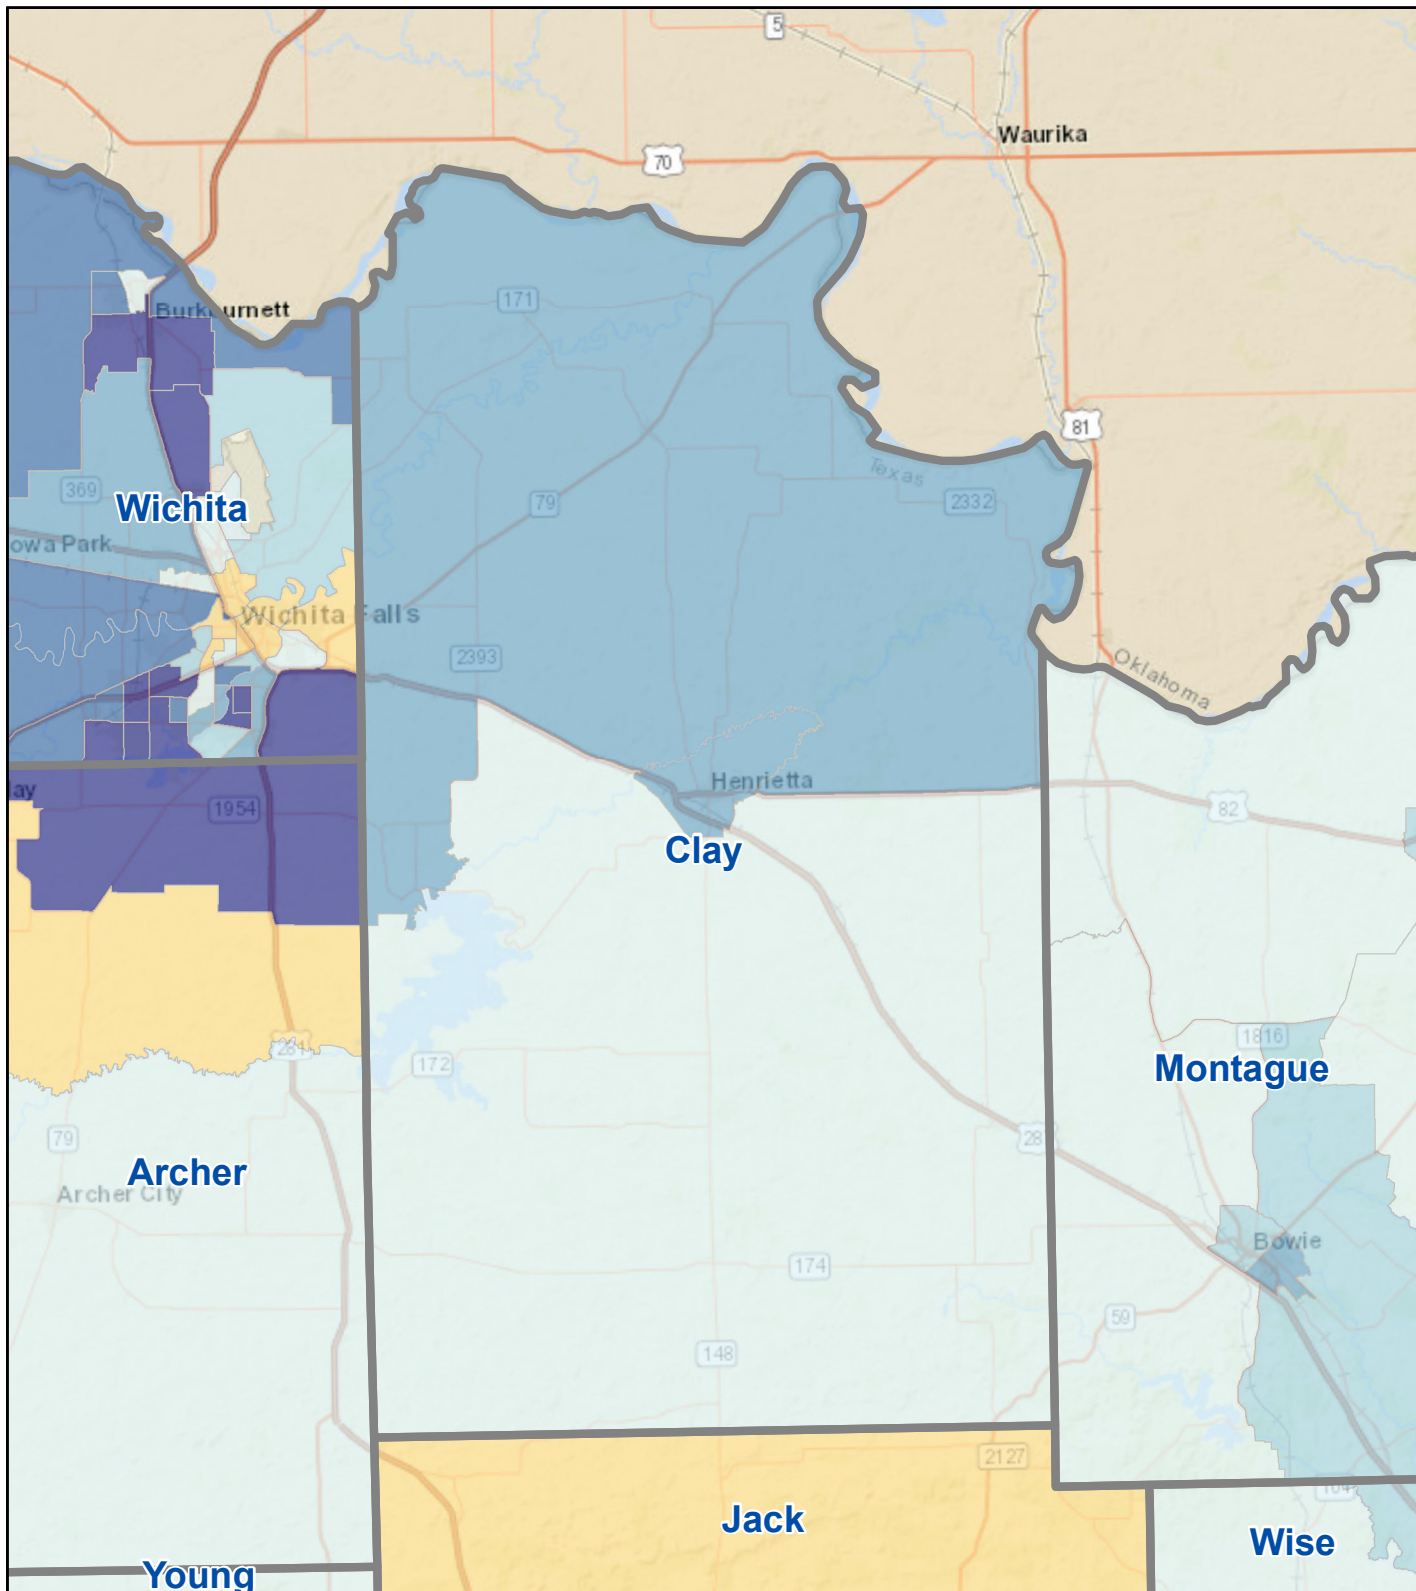 5
Waurika
70
171
Burkburnett
81
Texas
369
Wichita
79
2332
owa Park
Wichita Falls
2393
Oklahoma
Henrietta
lay
1954
82
Clay
281
1816
172
Montague
79
28
Archer
Archer City
Bowie
174
59
148
2127
104
Jack
Wise
Young